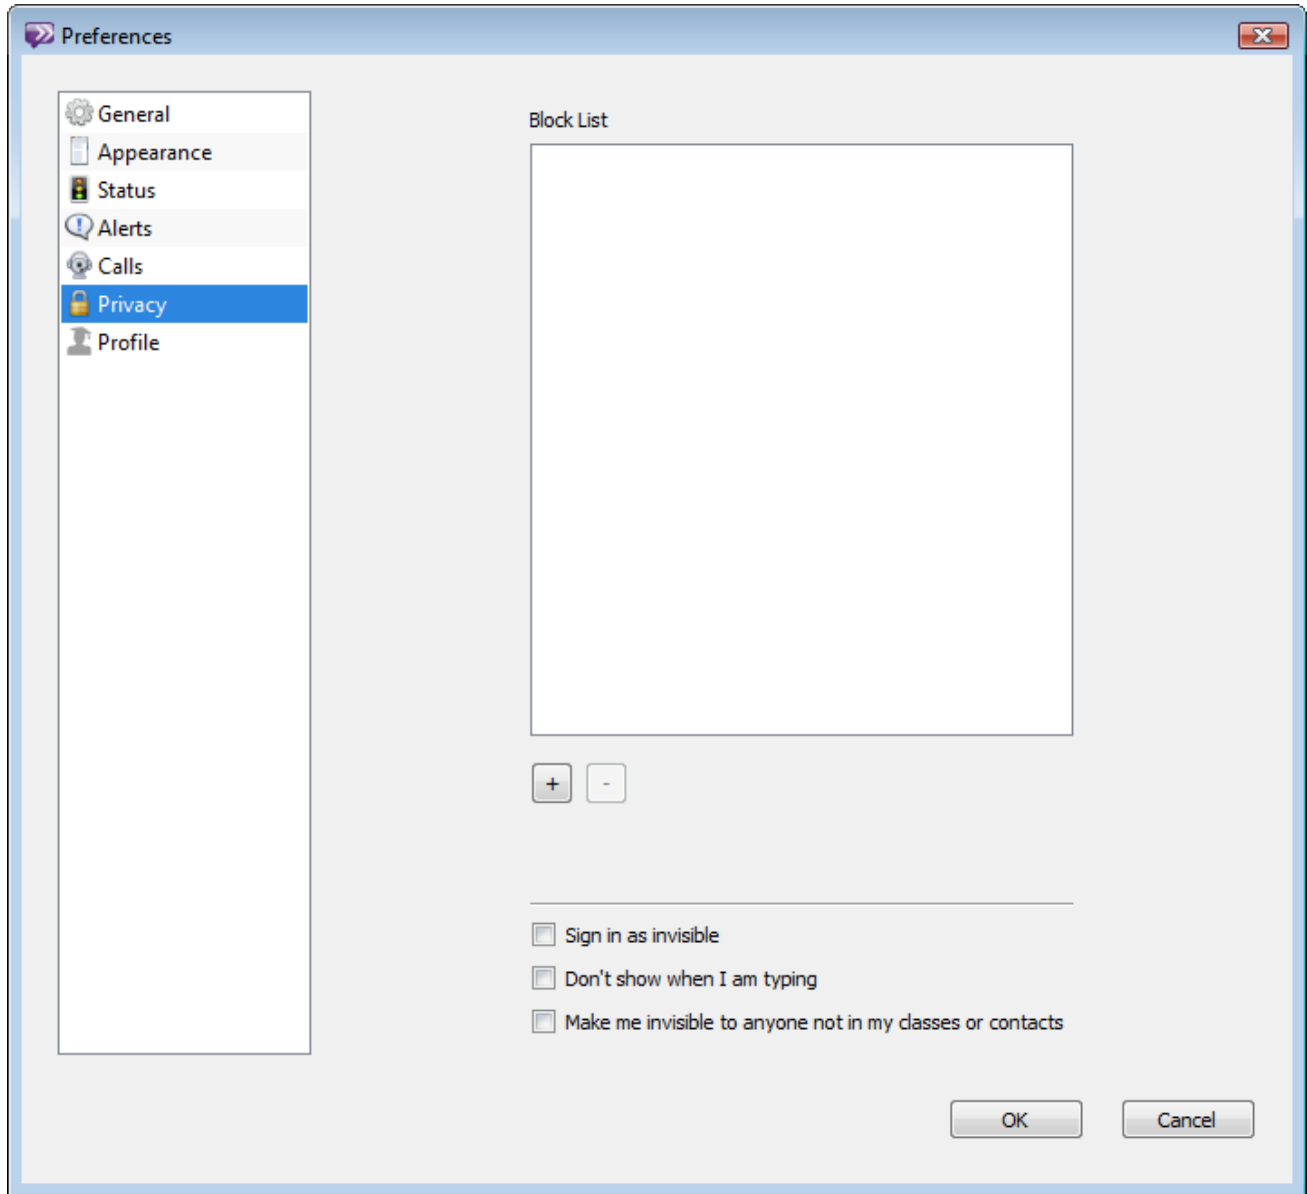 Preferences
General
Appearance
Status
Alerts
Calls
Privacy
Profile
Block List
+ -
Sign in as invisible
Don't show when I am typing
Make me invisible to anyone not in my classes or contacts
OK Cancel